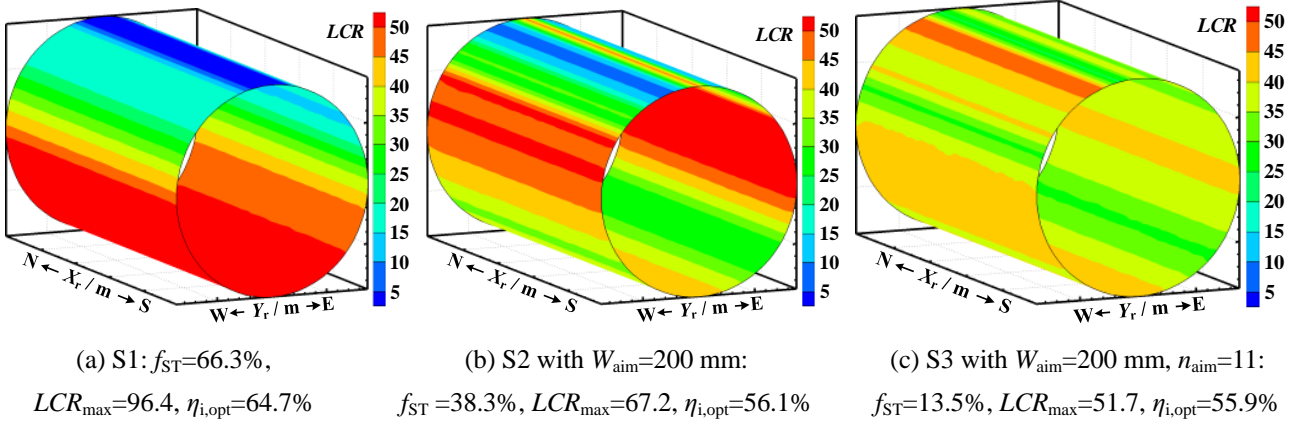 LCR
50
45
40
35
30
25
20
15
10
5
N ← Xr / m → S
W ← Yr / m → E
LCR
50
45
40
35
30
25
20
15
10
5
N ← Xr / m → S
W ← Yr / m → E
LCR
50
45
40
35
30
25
20
15
10
5
N ← Xr / m → S
W ← Yr / m → E
(a) S1: fST=66.3%,
LCRmax=96.4, ηi,opt=64.7%
(b) S2 with Waim=200 mm:
fST =38.3%, LCRmax=67.2, ηi,opt=56.1%
(c) S3 with Waim=200 mm, naim=11:
fST=13.5%, LCRmax=51.7, ηi,opt=55.9%